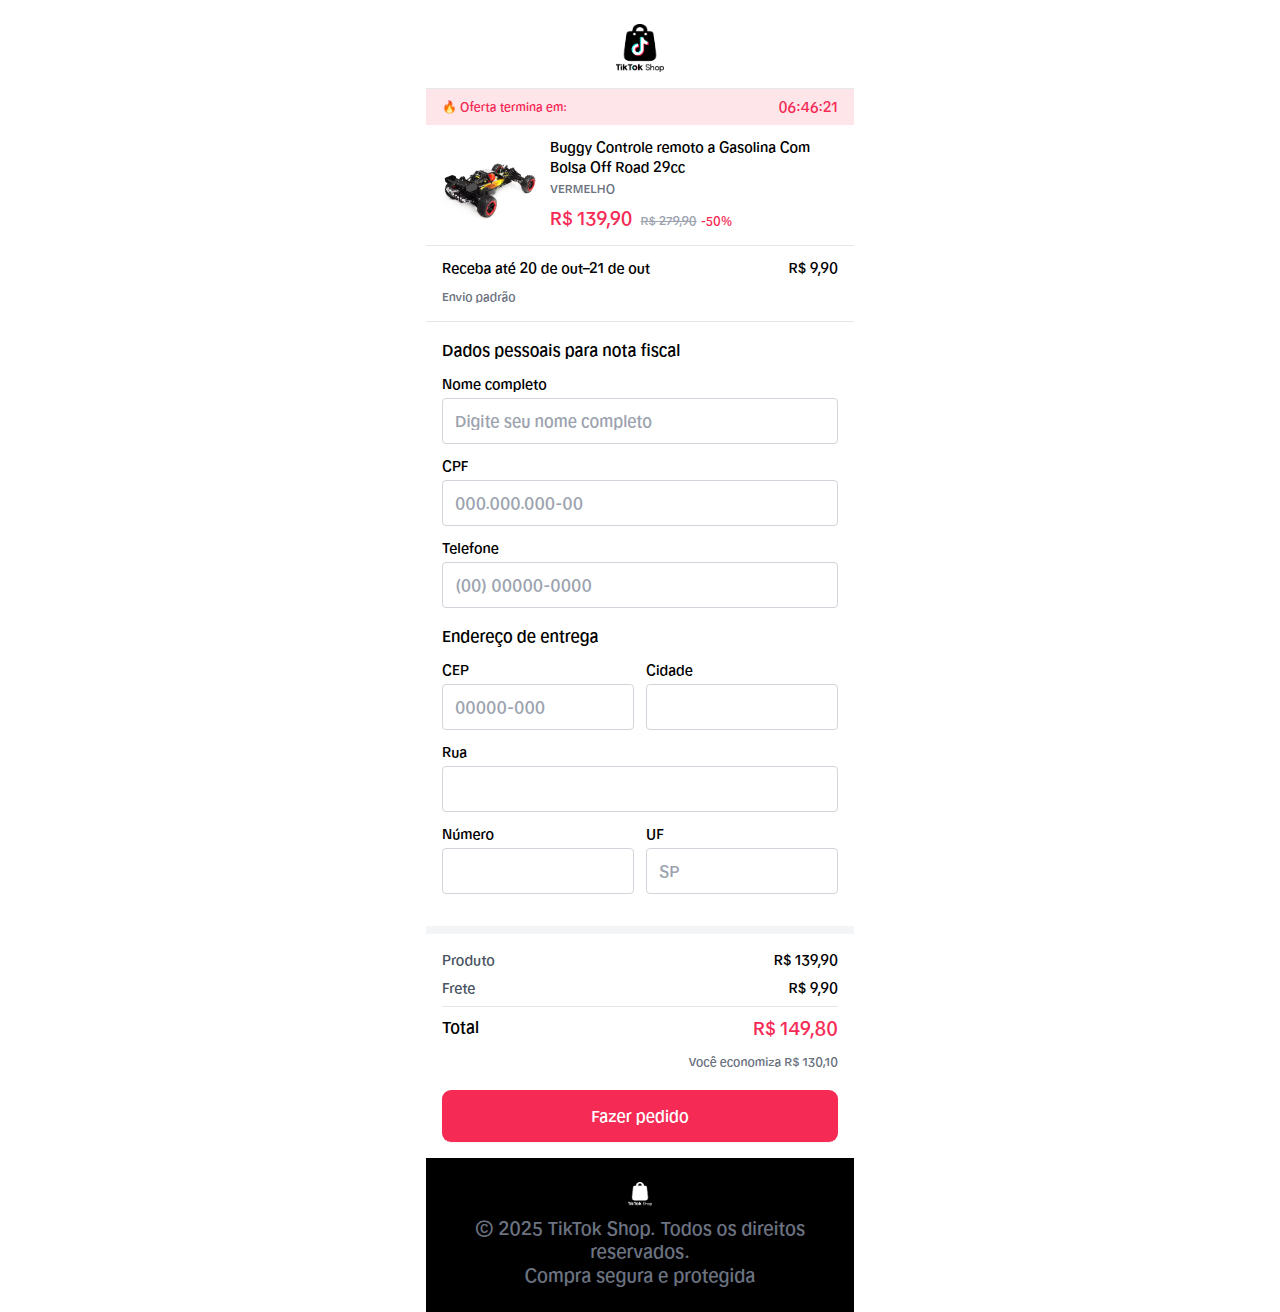 TikTok Shop
🔥 Oferta termina em:
06:46:21
Buggy Controle remoto a Gasolina Com
Bolsa Off Road 29cc
VERMELHO
R$ 139,90 R$ 279,90 -50%
Receba até 20 de out–21 de out
R$ 9,90
Envio padrão
Dados pessoais para nota fiscal
Nome completo
Digite seu nome completo
CPF
000.000.000-00
Telefone
(00) 00000-0000
Endereço de entrega
CEP
Cidade
00000-000
Rua
Número
UF
SP
Produto
R$ 139,90
Frete
R$ 9,90
Total
R$ 149,80
Você economiza R$ 130,10
Fazer pedido
TikTok Shop
© 2025 TikTok Shop. Todos os direitos
reservados.
Compra segura e protegida